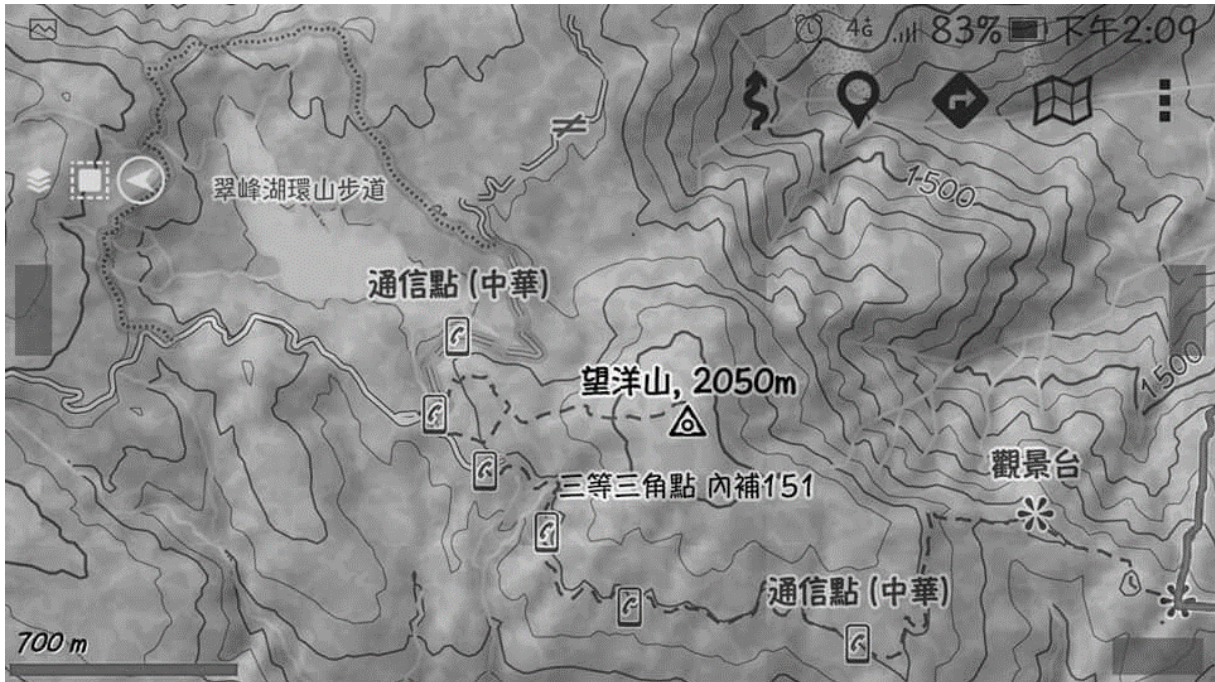 4G 83% 下午2:09
1500
翠峰湖環山步道
通信點 (中華)
1500
望洋山, 2050m
觀景台
三等三角點 內補151
通信點 (中華)
700 m